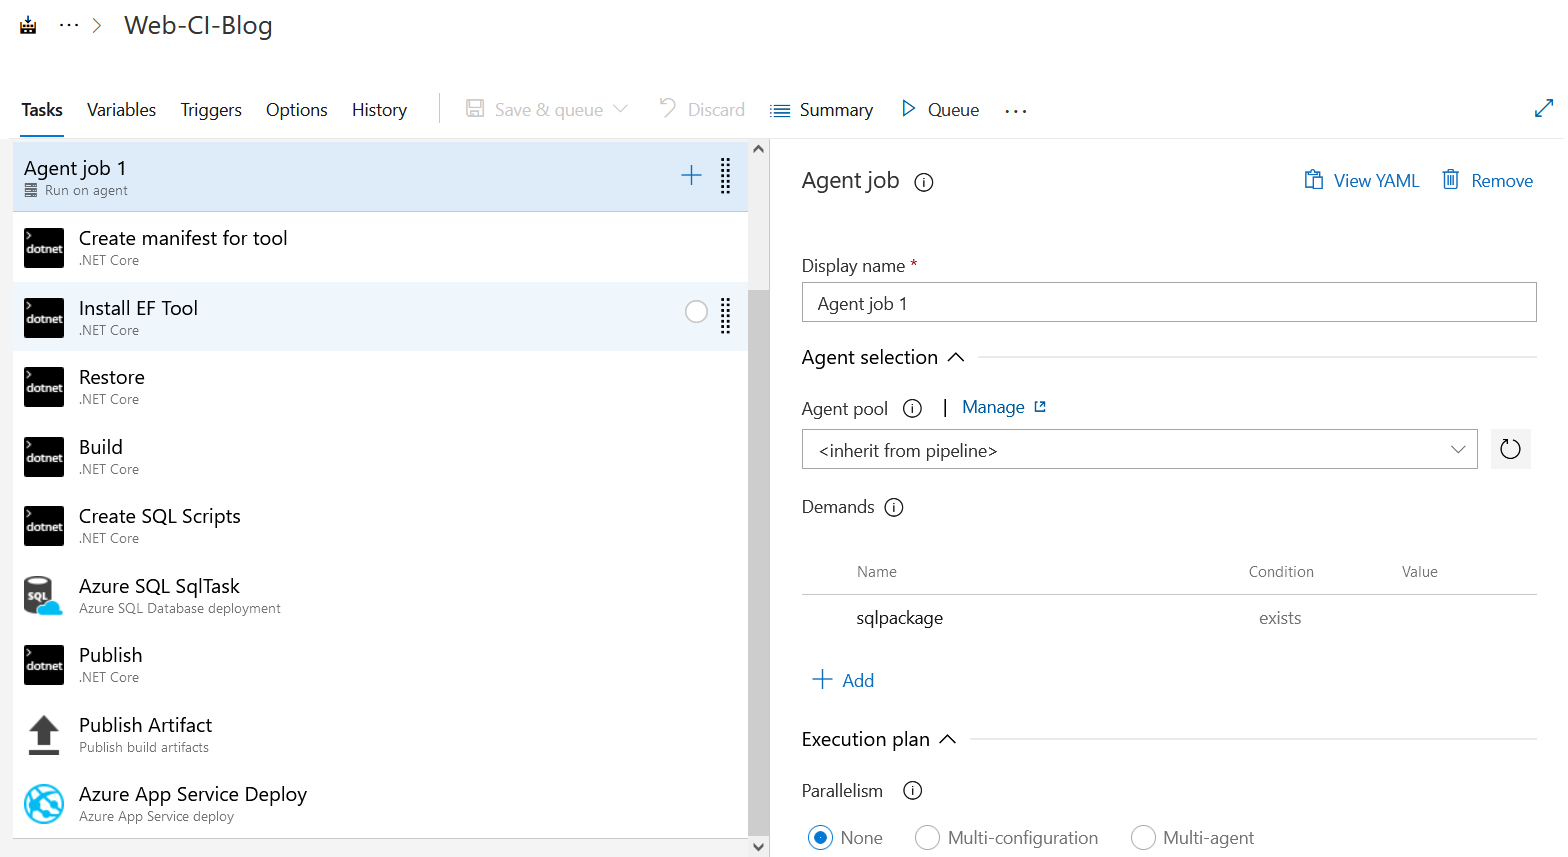 ··· > Web-CI-Blog
Tasks Variables Triggers Options History Save & queue Discard Summary Queue ···
Agent job 1
Run on agent
dotnet Create manifest for tool
.NET Core
dotnet Install EF Tool
.NET Core
dotnet Restore
.NET Core
dotnet Build
.NET Core
dotnet Create SQL Scripts
.NET Core
SQL Azure SQL SqlTask
Azure SQL Database deployment
dotnet Publish
.NET Core
Publish Artifact
Publish build artifacts
Azure App Service Deploy
Azure App Service deploy
Agent job View YAML Remove
Display name *
Agent job 1
Agent selection
Agent pool | Manage
<inherit from pipeline>
Demands
Name Condition Value
sqlpackage exists
+ Add
Execution plan
Parallelism
None Multi-configuration Multi-agent